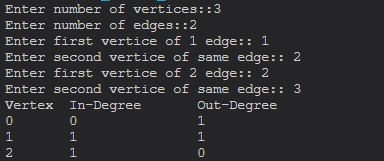 Enter number of vertices::3
Enter number of edges::2
Enter first vertice of 1 edge:: 1
Enter second vertice of same edge:: 2
Enter first vertice of 2 edge:: 2
Enter second vertice of same edge:: 3
Vertex In-Degree Out-Degree
0 0 1
1 1 1
2 1 0